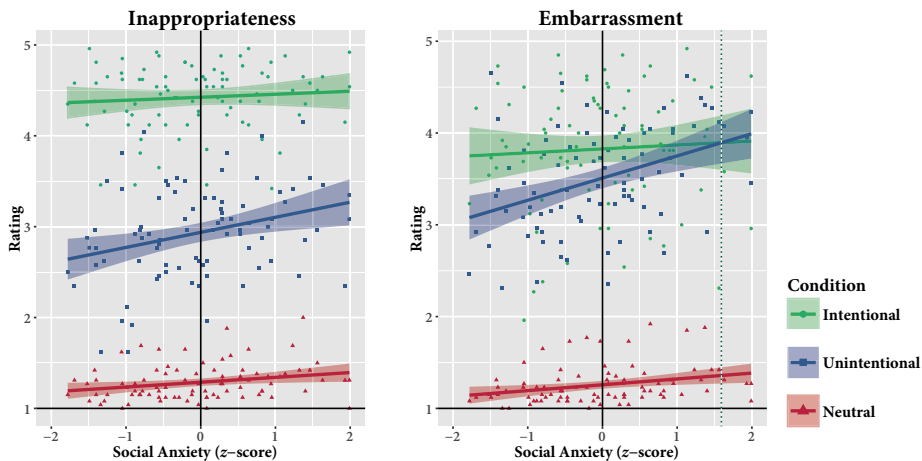 Inappropriateness
Embarrassment
Rating
5
4
3
2
1
−2
−1
0
1
2
Social Anxiety (z−score)
Rating
5
4
3
2
1
−2
−1
0
1
2
Social Anxiety (z−score)
Condition
Intentional
Unintentional
Neutral